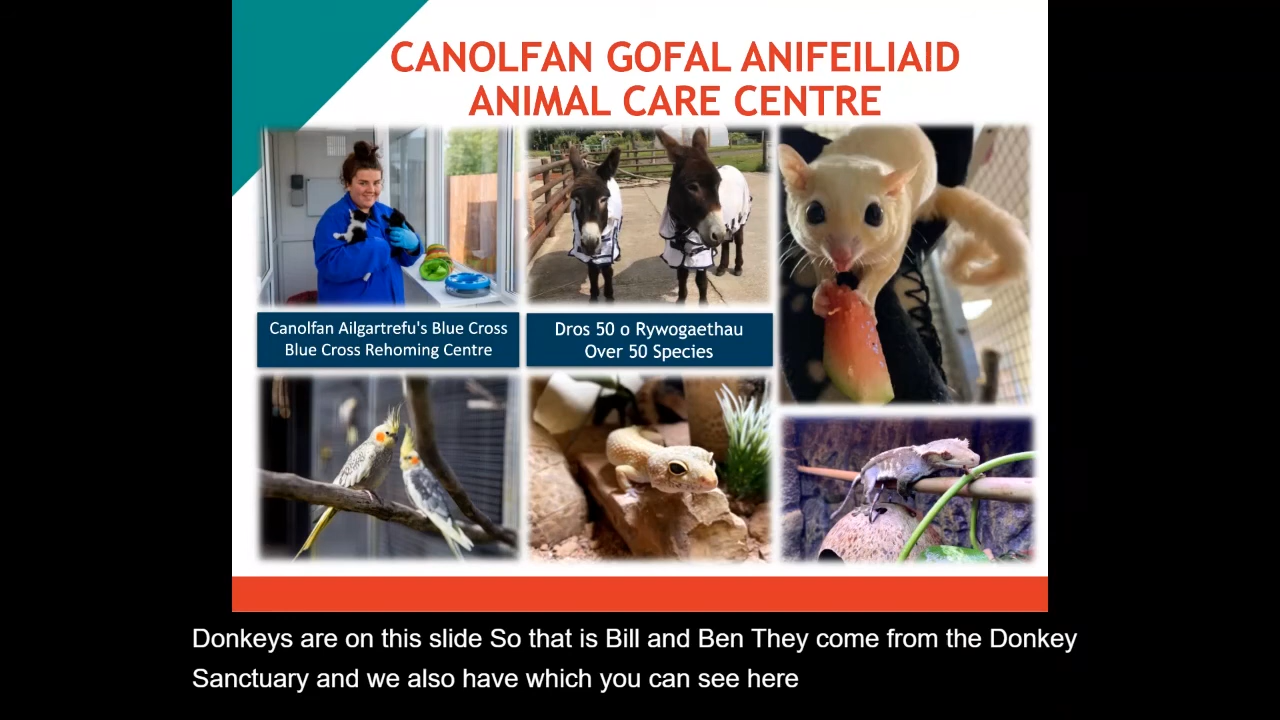 CANOLFAN GOFAL ANIFEILIAID
ANIMAL CARE CENTRE
Canolfan Ailgartrefu's Blue Cross
Blue Cross Rehoming Centre
Dros 50 o Rywogaethau
Over 50 Species
Donkeys are on this slide So that is Bill and Ben They come from the Donkey
Sanctuary and we also have which you can see here